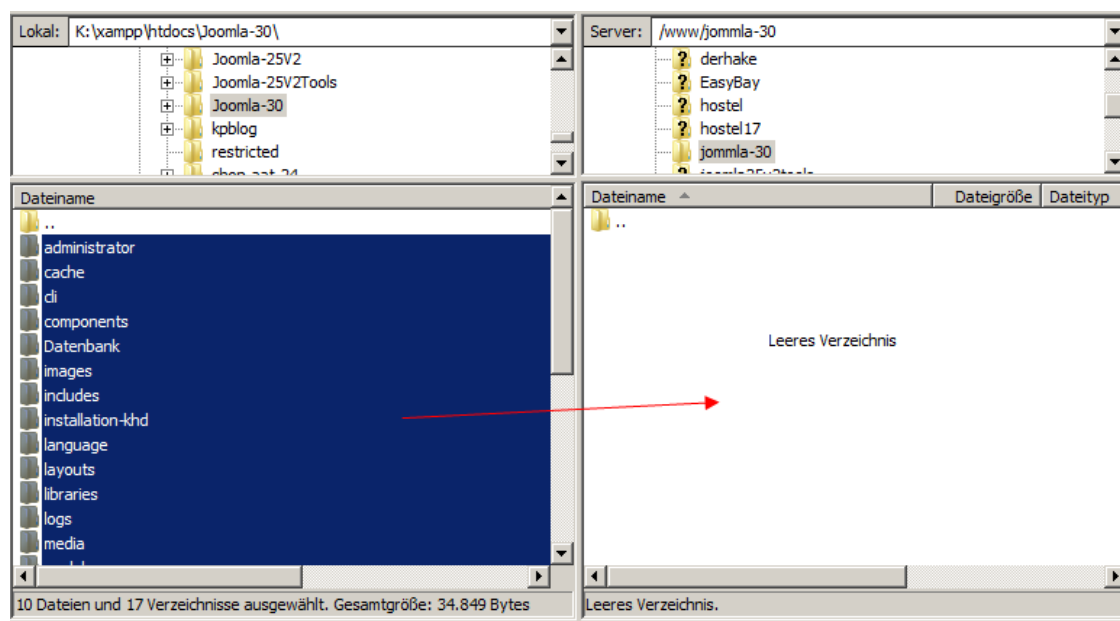 Lokal: K:\xampp\htdocs\Joomla-30\
Joomla-25V2
Joomla-25V2Tools
Joomla-30
kpblog
restricted
Dateiname
..
administrator
cache
cli
components
Datenbank
images
includes
installation-khd
language
layouts
libraries
logs
media
10 Dateien und 17 Verzeichnisse ausgewählt. Gesamtgröße: 34.849 Bytes
Server: /www/jommla-30
derhake
EasyBay
hostel
hostel17
jommla-30
Dateiname Dateigröße Dateityp
..
Leeres Verzeichnis
Leeres Verzeichnis.